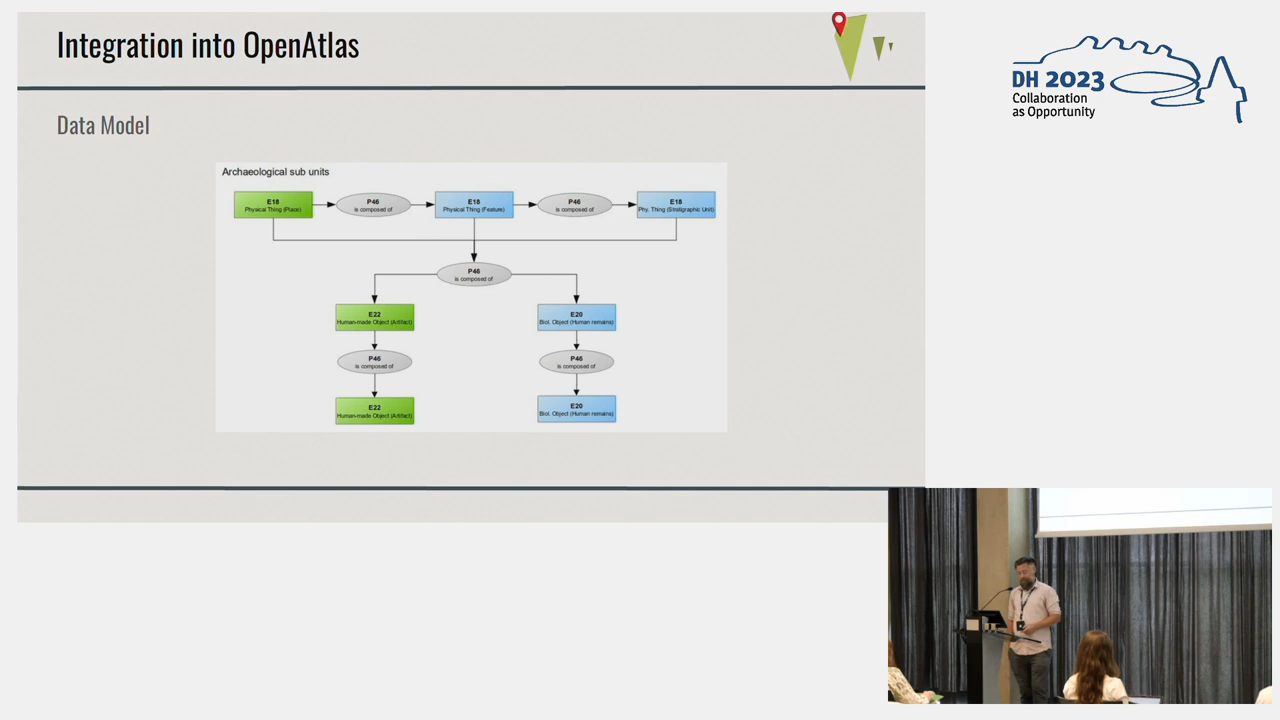 Integration into OpenAtlas
DH 2023
Collaboration
as Opportunity
Data Model
Archaeological sub units
E18
Physical Thing (Place)
P46
is composed of
E18
Physical Thing (Feature)
P46
is composed of
E18
Phy. Thing (Stratigraphic Unit)
P46
is composed of
E22
Human-made Object (Artifact)
E20
Biol. Object (Human remains)
P46
is composed of
P46
is composed of
E22
Human-made Object (Artifact)
E20
Biol. Object (Human remains)